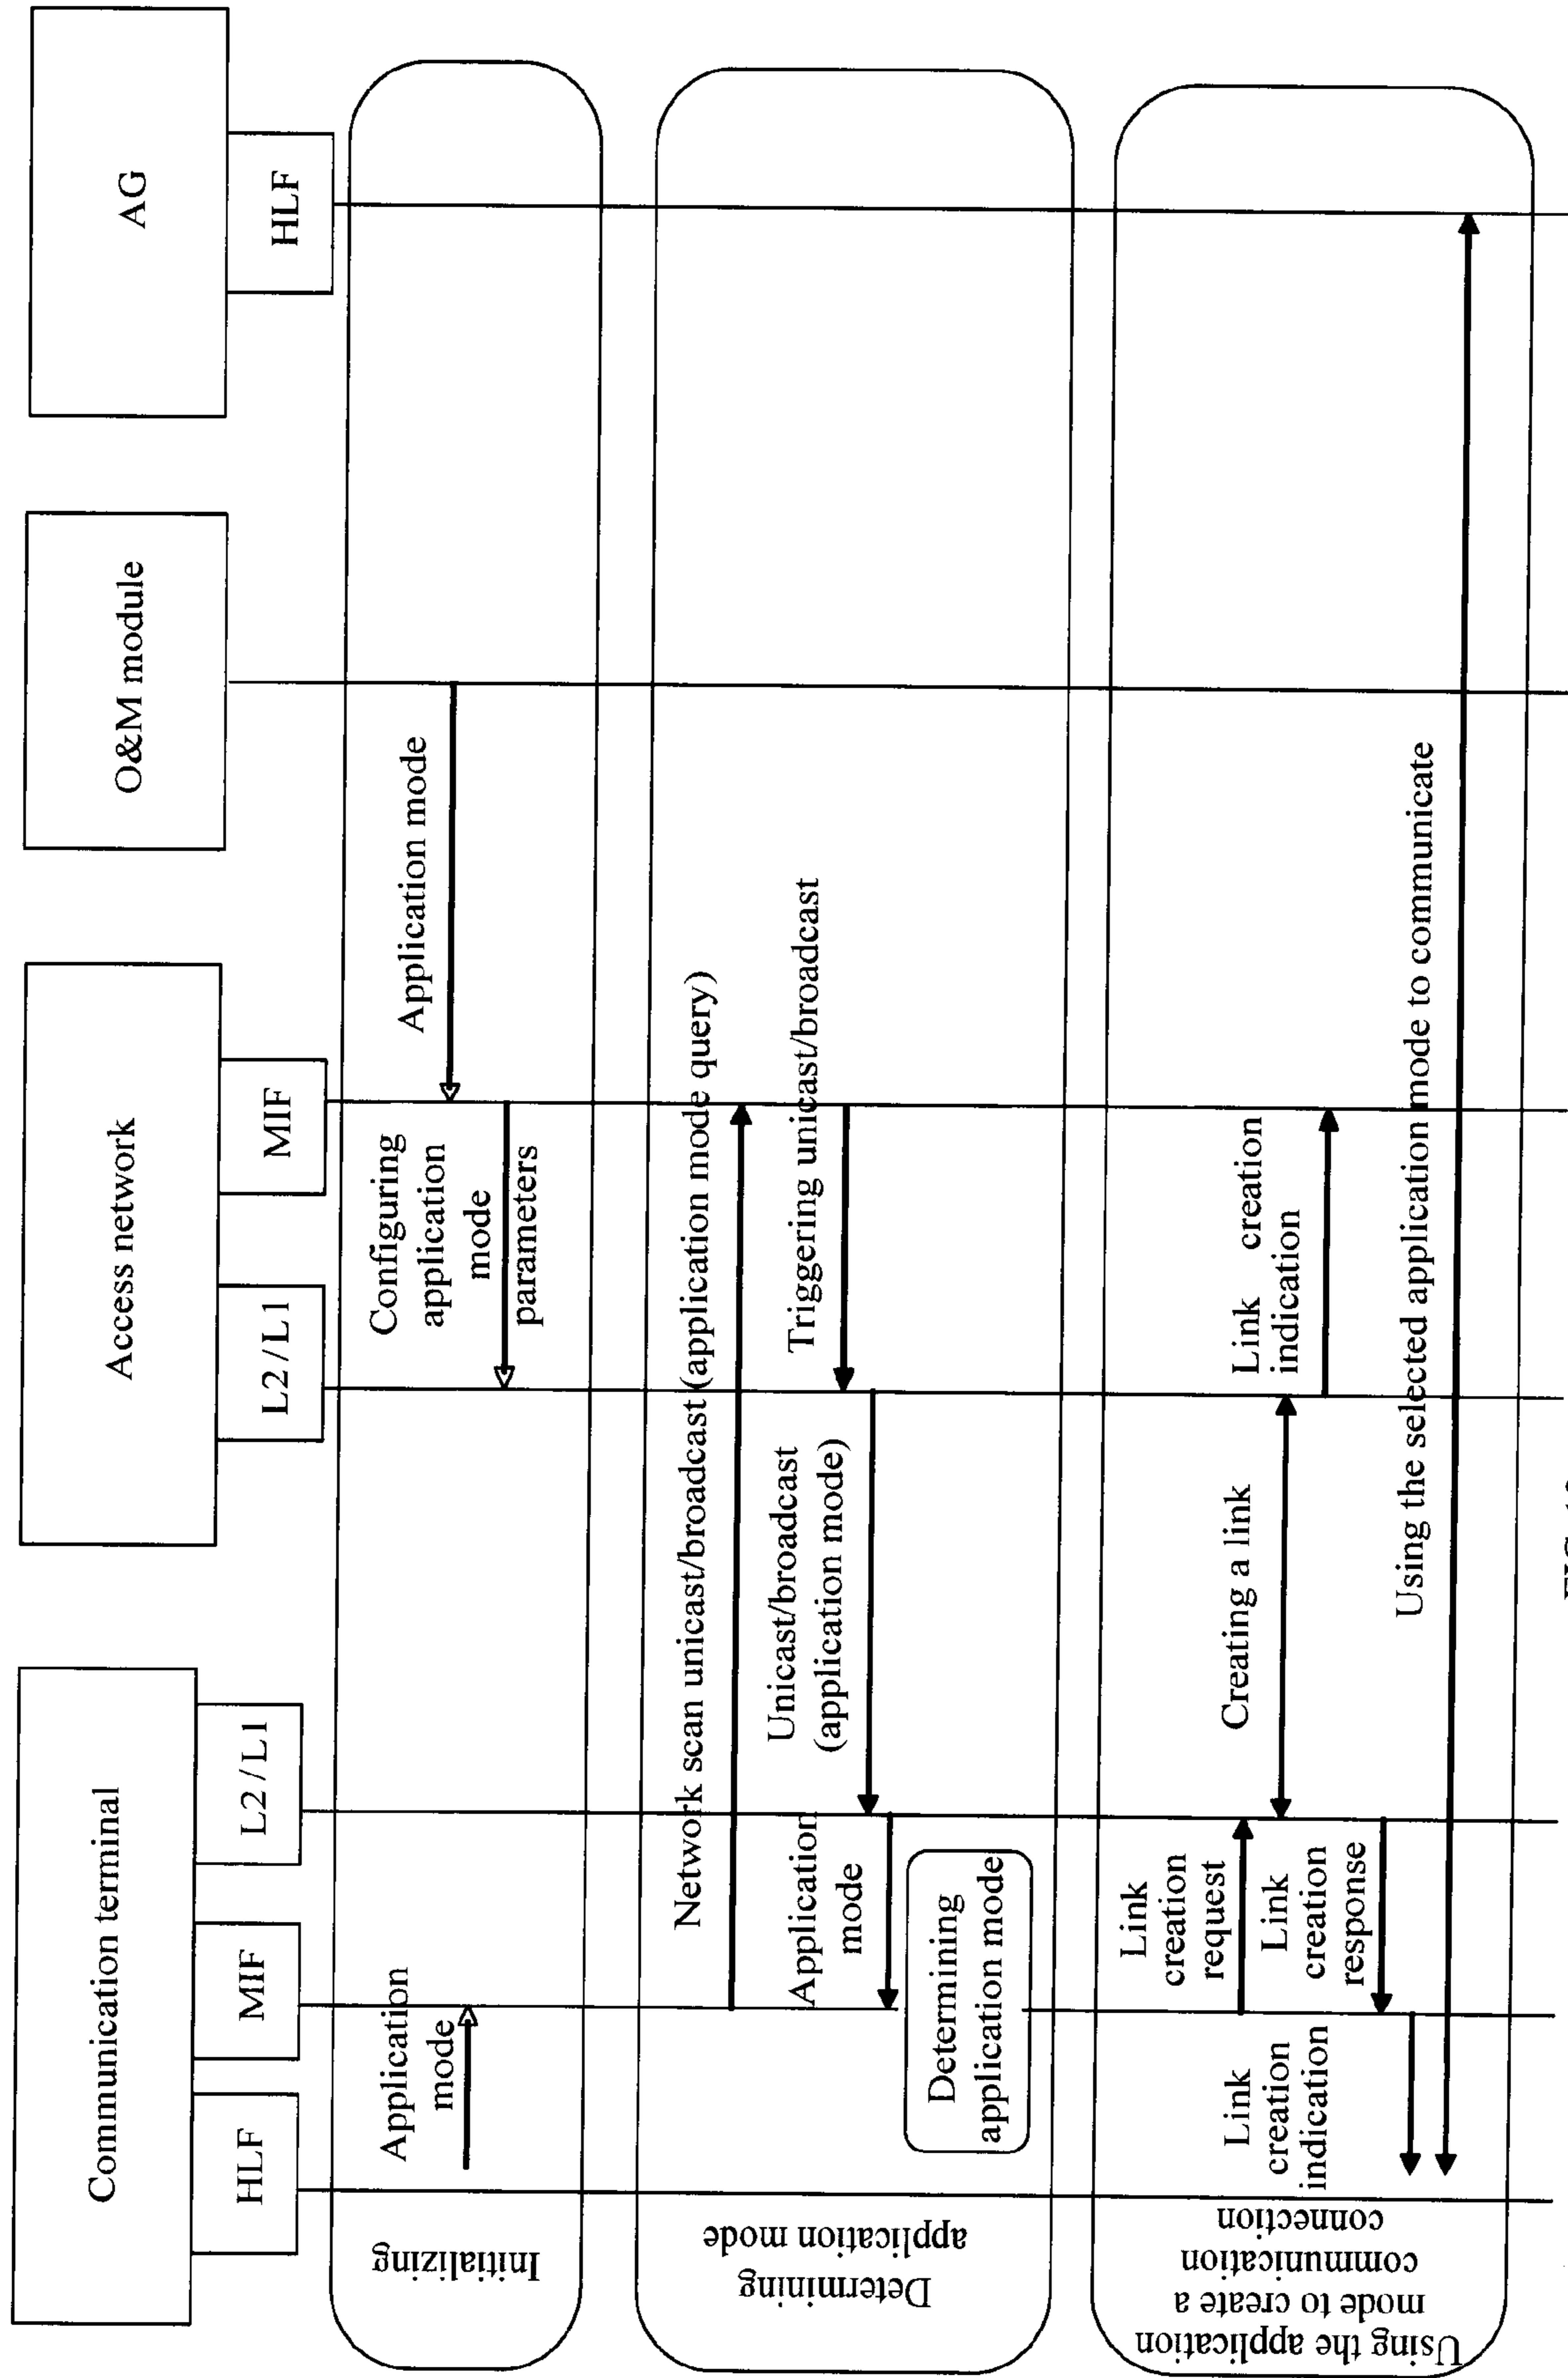 Communication terminal
HLF
MIF
L2/L1
Access network
L2/L1
MIF
O&M module
AG
HLF
Initializing
Application
mode
Configuring
application
mode
parameters
Application mode
Determining
application mode
Network scan unicast/broadcast (application mode query)
Triggering unicast/broadcast
Unicast/broadcast
(application mode)
Application
mode
Determining
application mode
Using the application
mode to create a
communication
connection
Link
creation
request
Creating a link
Link creation
indication
Link
creation
response
Link
creation
indication
Using the selected application mode to communicate